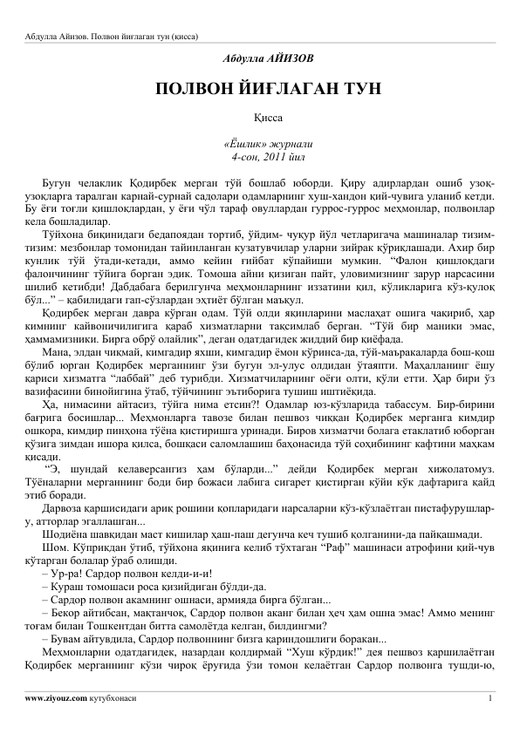 Абдулла Айизов. Полвон йиғлаган тун (қисса)
Абдулла АЙИЗОВ
ПОЛВОН ЙИҒЛАГАН ТУН
Қисса
«Ёшлик» журнали
4-сон, 2011 йил
Бугун челаклик Қодирбек мерган тўй бошлаб юборди. Қиру адирлардан ошиб узоқ-
узоқларга таралган карнай-сурнай садолари одамларнинг хуш-хандон қий-чувига уланиб кетди.
Бу ёғи тоғли қишлоқлардан, у ёғи чўл тараф овуллардан гуррос-гуррос меҳмонлар, полвонлар
кела бошладилар.
Тўйхона биқинидаги бедапоядан тортиб, ўйдим- чуқур йўл четларигача машиналар тизим-
тизим: мезбонлар томонидан тайинланган кузатувчилар уларни зийрак қўриқлашади. Ахир бир
кунлик тўй ўтади-кетади, аммо кейин ғийбат кўпайиши мумкин. “Фалон қишлоқдаги
фалончининг тўйига борган эдик. Томоша айни қизиган пайт, уловимизнинг зарур нарсасини
шилиб кетибди! Дабдабага берилгунча меҳмонларнинг иззатини қил, кўликларига кўз-қулоқ
бўл...” – қабилидаги гап-сўзлардан эҳтиёт бўлган маъқул.
Қодирбек мерган давра кўрган одам. Тўй олди яқинларини маслаҳат ошига чақириб, ҳар
кимнинг кайвоничилигига қараб хизматларни тақсимлаб берган. “Тўй бир маники эмас,
ҳаммамизники. Бирга обрў олайлик”, деган одатдагидек жиддий бир қиёфада.
Мана, элдан чиқмай, кимгадир яхши, кимгадир ёмон кўринса-да, тўй-маъракаларда бош-қош
бўлиб юрган Қодирбек мерганнинг ўзи бугун эл-улус олдидан ўтаяпти. Маҳалланинг ёшу
қариси хизматга “лаббай” деб турибди. Хизматчиларнинг оёғи олти, қўли етти. Ҳар бири ўз
вазифасини бинойигина ўтаб, тўйчининг эътиборига тушиш иштиёқида.
Ҳа, нимасини айтасиз, тўйга нима етсин?! Одамлар юз-кўзларида табассум. Бир-бирини
бағрига босишлар... Меҳмонларга тавозе билан пешвоз чиққан Қодирбек мерганга кимдир
ошкора, кимдир пинҳона тўёна қистиришга уринади. Биров хизматчи болага етаклатиб юборган
қўзига зимдан ишора қилса, бошқаси саломлашиш баҳонасида тўй соҳибининг кафтини маҳкам
қисади.
“Э, шундай келаверсангиз ҳам бўларди...” дейди Қодирбек мерган хижолатомуз.
Тўёналарни мерганнинг боди бир божаси лабига сигарет қистирган кўйи кўк дафтарига қайд
этиб боради.
Дарвоза қаршисидаги ариқ рошини қопларидаги нарсаларни кўз-кўзлаётган пистафурушлар-
у, атторлар эгаллашган...
Шодиёна шавқидан маст кишилар ҳаш-паш дегунча кеч тушиб қолганини-да пайқашмади.
Шом. Кўприкдан ўтиб, тўйхона яқинига келиб тўхтаган “Раф” машинаси атрофини қий-чув
кўтарган болалар ўраб олишди.
– Ур-ра! Сардор полвон келди-и-и!
– Кураш томошаси роса қизийдиган бўлди-да.
– Сардор полвон акамнинг ошнаси, армияда бирга бўлган...
– Бекор айтибсан, мақтанчоқ, Сардор полвон аканг билан ҳеч ҳам ошна эмас! Аммо менинг
тоғам билан Тошкентдан битта самолётда келган, билдингми?
– Бувам айтувдила, Сардор полвоннинг бизга қариндошлиги боракан...
Меҳмонларни одатдагидек, назардан қолдирмай “Хуш кўрдик!” дея пешвоз қаршилаётган
Қодирбек мерганнинг кўзи чироқ ёруғида ўзи томон келаётган Сардор полвонга тушди-ю,
www.ziyouz.com кутубхонаси
1